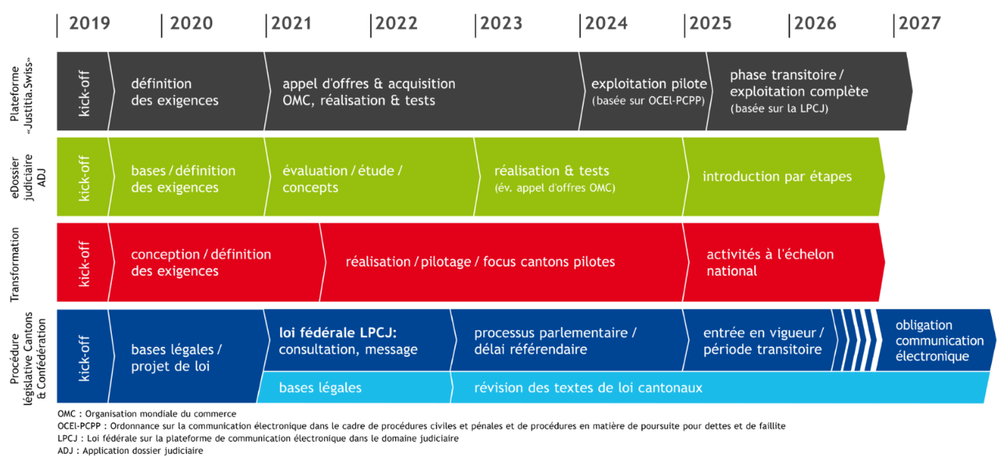 2019 2020 2021 2022 2023 2024 2025 2026 2027
Plateforme
«Justitia.Swiss»
kick-off
définition
des exigences
appel d'offres & acquisition
OMC, réalisation & tests
exploitation pilote
(basée sur OCEl-PCPP)
phase transitoire /
exploitation complète
(basée sur la LPCJ)
eDossier
judiciaire
ADJ
kick-off
bases / définition
des exigences
évaluation / étude /
concepts
réalisation & tests
(év. appel d'offres OMC)
introduction par étapes
Transformation
kick-off
conception / définition
des exigences
réalisation / pilotage / focus cantons pilotes
activités à l'échelon
national
Procédure
législative Cantons
& Confédération
kick-off
bases légales /
projet de loi
loi fédérale LPCJ:
consultation, message
processus parlementaire /
délai référendaire
entrée en vigueur /
période transitoire
obligation
communication
électronique
bases légales
révision des textes de loi cantonaux
OMC : Organisation mondiale du commerce
OCEl-PCPP : Ordonnance sur la communication électronique dans le cadre de procédures civiles et pénales et de procédures en matière de poursuite pour dettes et de faillite
LPCJ : Loi fédérale sur la plateforme de communication électronique dans le domaine judiciaire
ADJ : Application dossier judiciaire